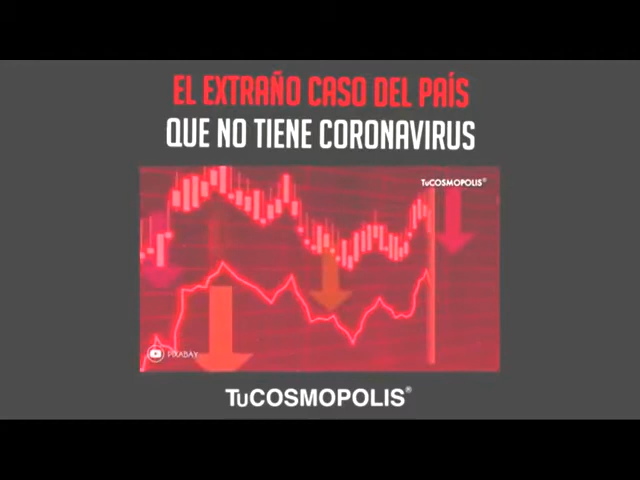 EL EXTRAÑO CASO DEL PAÍS
QUE NO TIENE CORONAVIRUS
TuCOSMOPOLIS®
PIXABAY
TuCOSMOPOLIS®